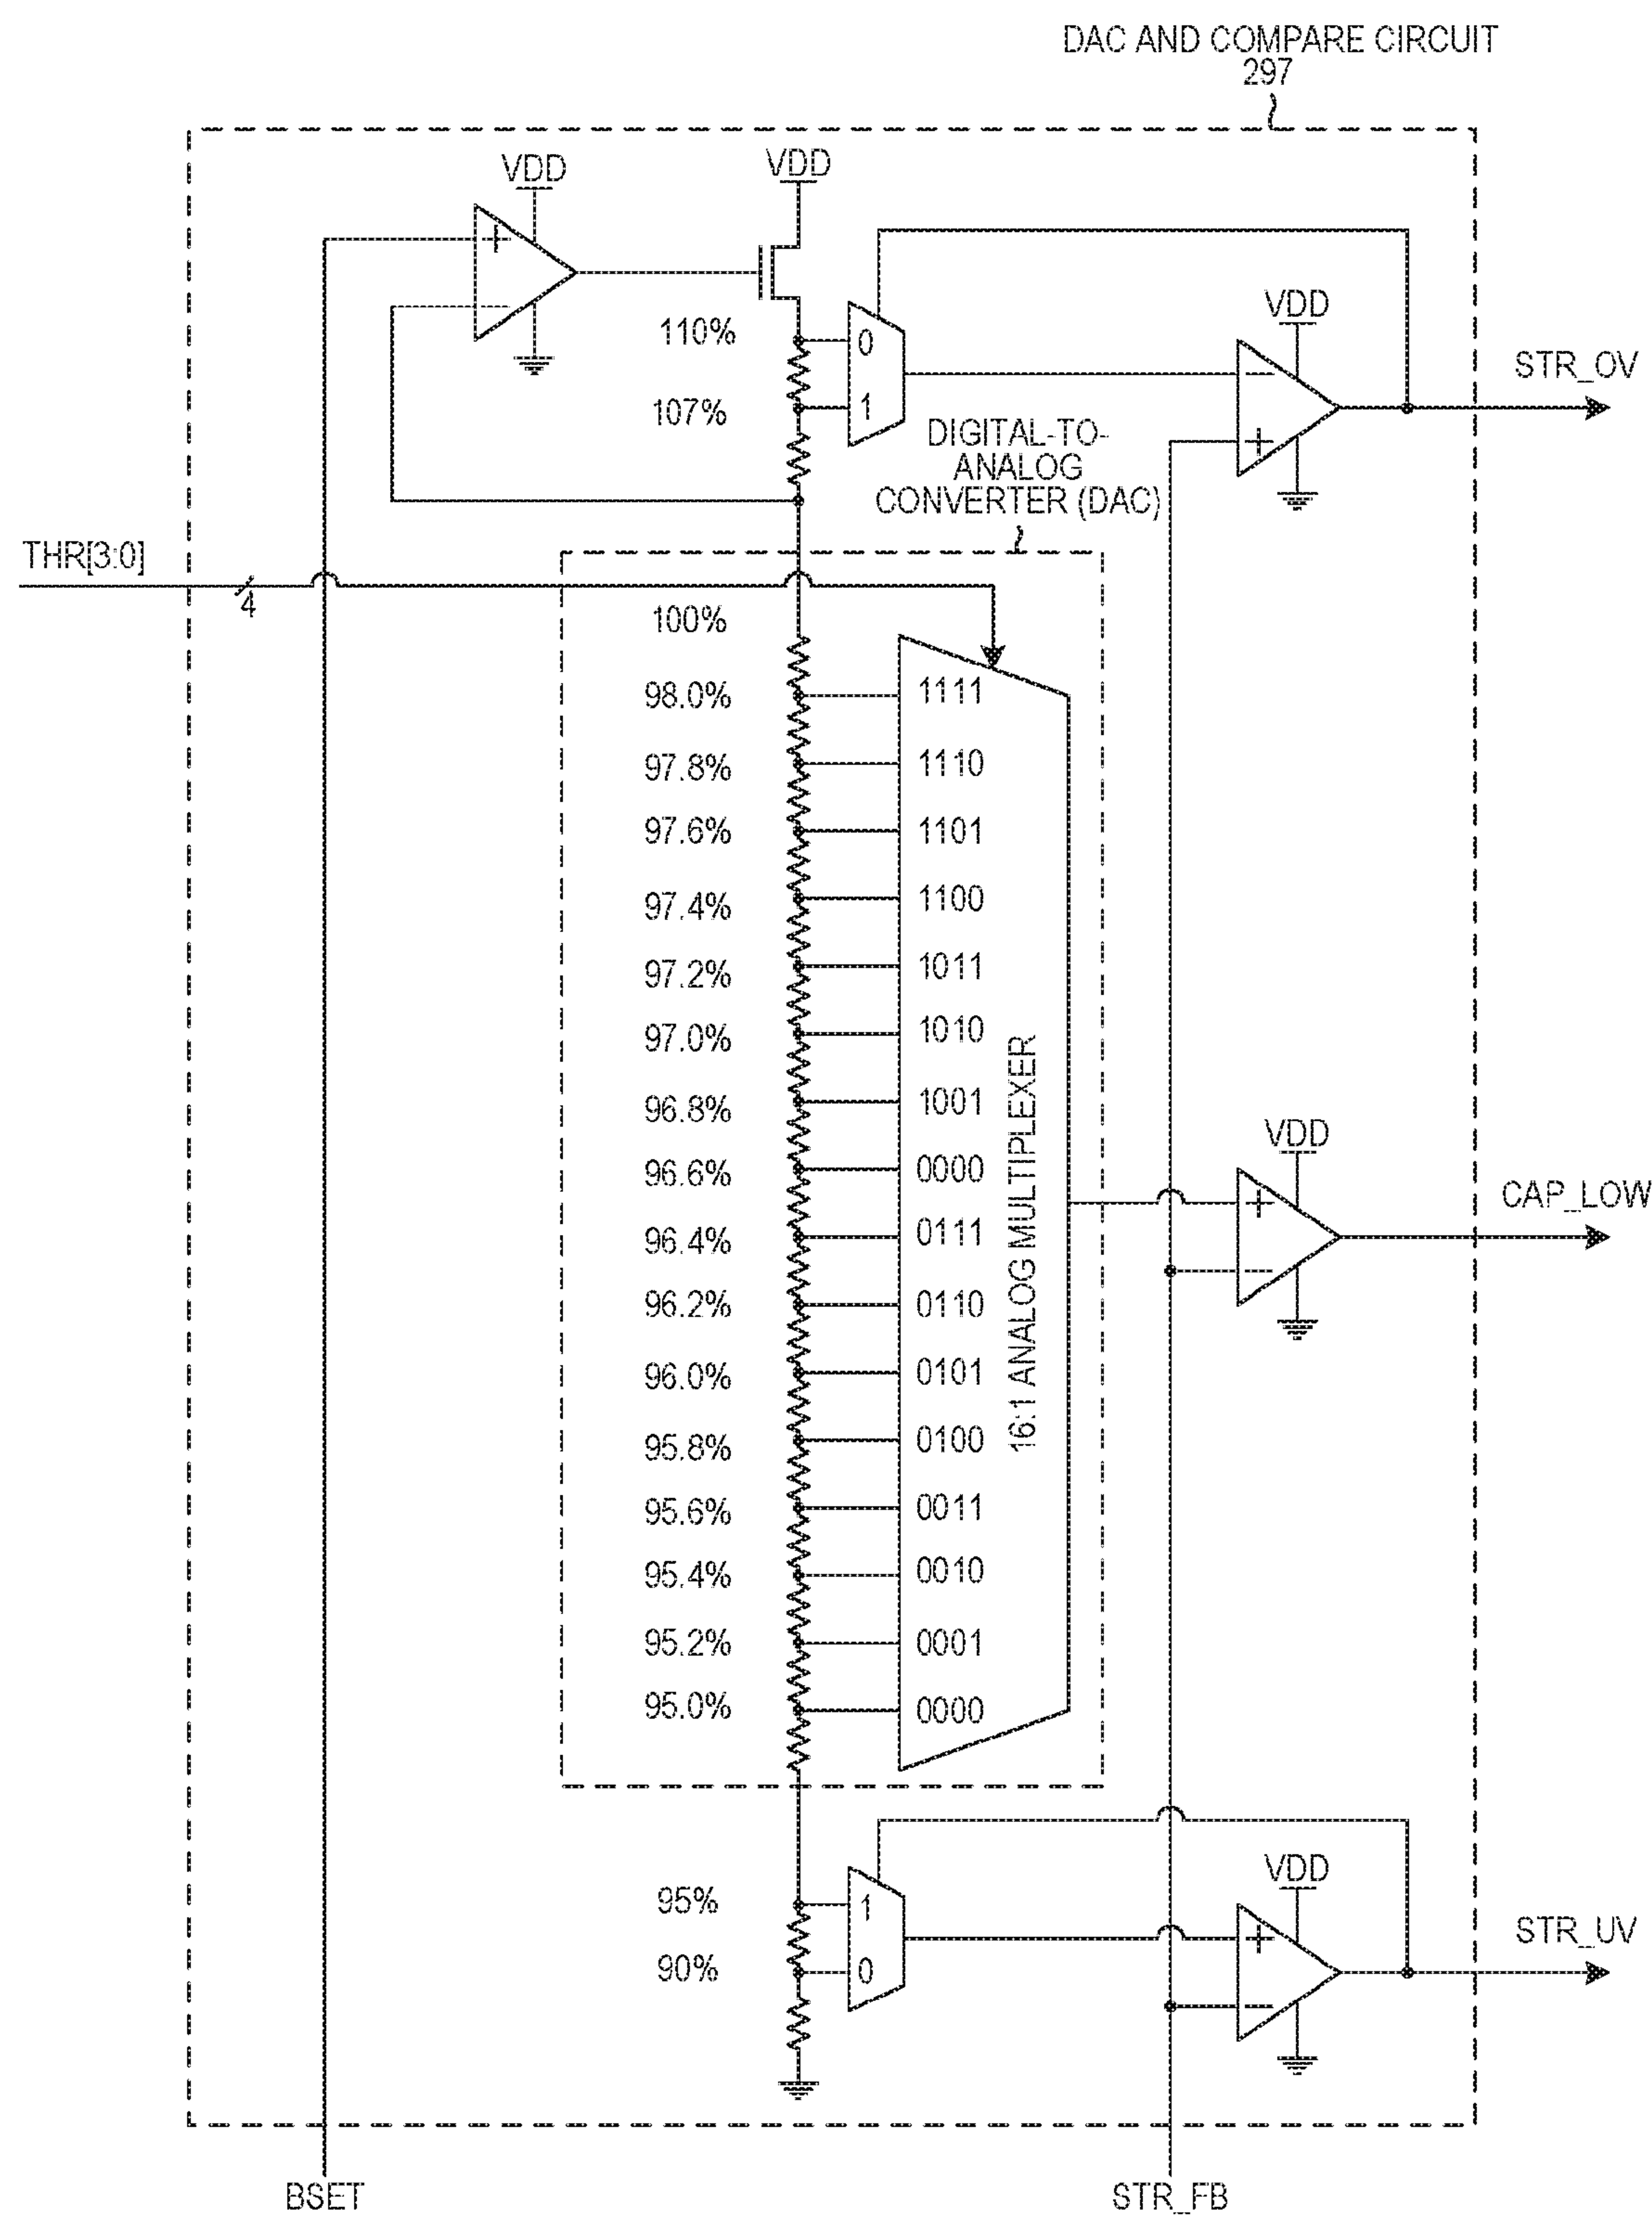 DAC AND COMPARE CIRCUIT
297
VDD
VDD
+
−
110%
0
VDD
−
STR_OV
107%
1
+
DIGITAL-TO-
ANALOG
CONVERTER (DAC)
THR[3:0]
4
100%
98.0% 1111
97.8% 1110
97.6% 1101
97.4% 1100
97.2% 1011
97.0% 1010
96.8% 1001
96.6% 0000
96.4% 0111
96.2% 0110
96.0% 0101
95.8% 0100
95.6% 0011
95.4% 0010
95.2% 0001
95.0% 0000
16:1 ANALOG MULTIPLEXER
VDD
+
−
CAP_LOW
95%
1
90%
0
VDD
+
−
STR_UV
BSET
STR_FB